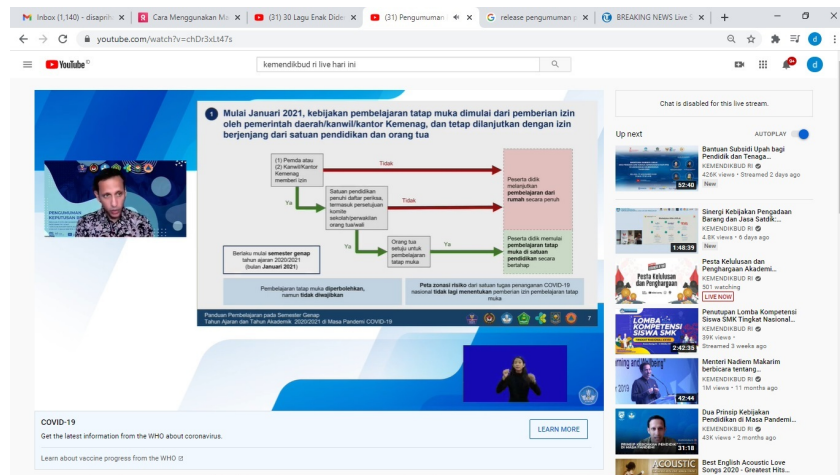 Inbox (1,140) - disaprih
Cara Menggunakan Ma
(31) 30 Lagu Enak Dide
(31) Pengumuman
release pengumuman p
BREAKING NEWS Live S
youtube.com/watch?v=chDr3xLt47s
YouTube ID
kemendikbud ri live hari ini
9+
d
1 Mulai Januari 2021, kebijakan pembelajaran tatap muka dimulai dari pemberian izin
oleh pemerintah daerah/kanwil/kantor Kemenag, dan tetap dilanjutkan dengan izin
berjenjang dari satuan pendidikan dan orang tua
(1) Pemda atau
(2) Kanwil/Kantor
Kemenag
memberi izin
Tidak
Ya
Satuan pendidikan
penuhi daftar periksa,
termasuk persetujuan
komite
sekolah/perwakilan
orang tua/wali
Tidak
Peserta didik
melanjutkan
pembelajaran dari
rumah secara penuh
Ya
Orang tua
setuju untuk
pembelajaran
tatap muka
Ya
Peserta didik memulai
pembelajaran tatap
muka di satuan
pendidikan secara
bertahap
Berlaku mulai semester genap
tahun ajaran 2020/2021
(bulan Januari 2021)
Pembelajaran tatap muka diperbolehkan,
namun tidak diwajibkan
Peta zonasi risiko dari satuan tugas penanganan COVID-19
nasional tidak lagi menentukan pemberian izin pembelajaran tatap
muka
Panduan Pembelajaran pada Semester Genap
Tahun Ajaran dan Tahun Akademik 2020/2021 di Masa Pandemi COVID-19
7
COVID-19
Get the latest information from the WHO about coronavirus.
LEARN MORE
Learn about vaccine progress from the WHO
Chat is disabled for this live stream.
Up next
AUTOPLAY
52:40
Bantuan Subsidi Upah bagi
Pendidik dan Tenaga...
KEMENDIKBUD RI
426K views • Streamed 2 days ago
New
1:48:39
Sinergi Kebijakan Pengadaan
Barang dan Jasa Satdik:...
KEMENDIKBUD RI
4.8K views • 6 days ago
New
Pesta Kelulusan
dan Penghargaan
Pesta Kelulusan dan
Penghargaan Akademi...
KEMENDIKBUD RI
501 watching
LIVE NOW
LOMBA
KOMPETENSI
SISWA SMK
2:42:35
Penutupan Lomba Kompetensi
Siswa SMK Tingkat Nasional...
KEMENDIKBUD RI
39K views •
Streamed 3 weeks ago
42:44
Menteri Nadiem Makarim
berbicara tentang...
KEMENDIKBUD RI
1M views • 11 months ago
31:18
Dua Prinsip Kebijakan
Pendidikan di Masa Pandemi...
KEMENDIKBUD RI
43K views • 2 months ago
ACOUSTIC
Best English Acoustic Love
Songs 2020 - Greatest Hits...